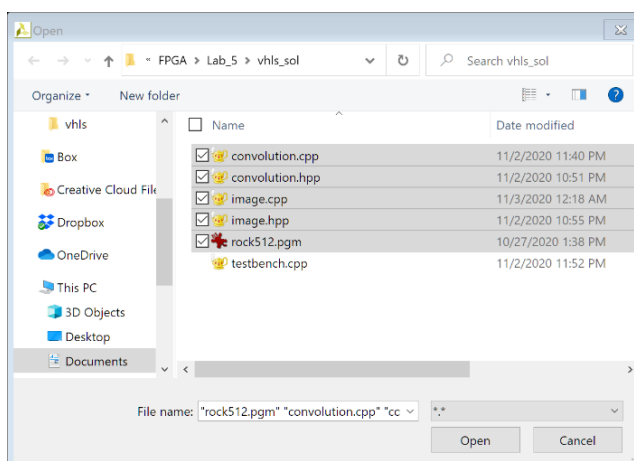 Open
« FPGA > Lab_5 > vhls_sol
Search vhls_sol
Organize
New folder
vhls
Box
Creative Cloud File
Dropbox
OneDrive
This PC
3D Objects
Desktop
Documents
Name
Date modified
convolution.cpp 11/2/2020 11:40 PM
convolution.hpp 11/2/2020 10:51 PM
image.cpp 11/3/2020 12:18 AM
image.hpp 11/2/2020 10:55 PM
rock512.pgm 10/27/2020 1:38 PM
testbench.cpp 11/2/2020 11:52 PM
File name: "rock512.pgm" "convolution.cpp" "cc
*.*
Open
Cancel